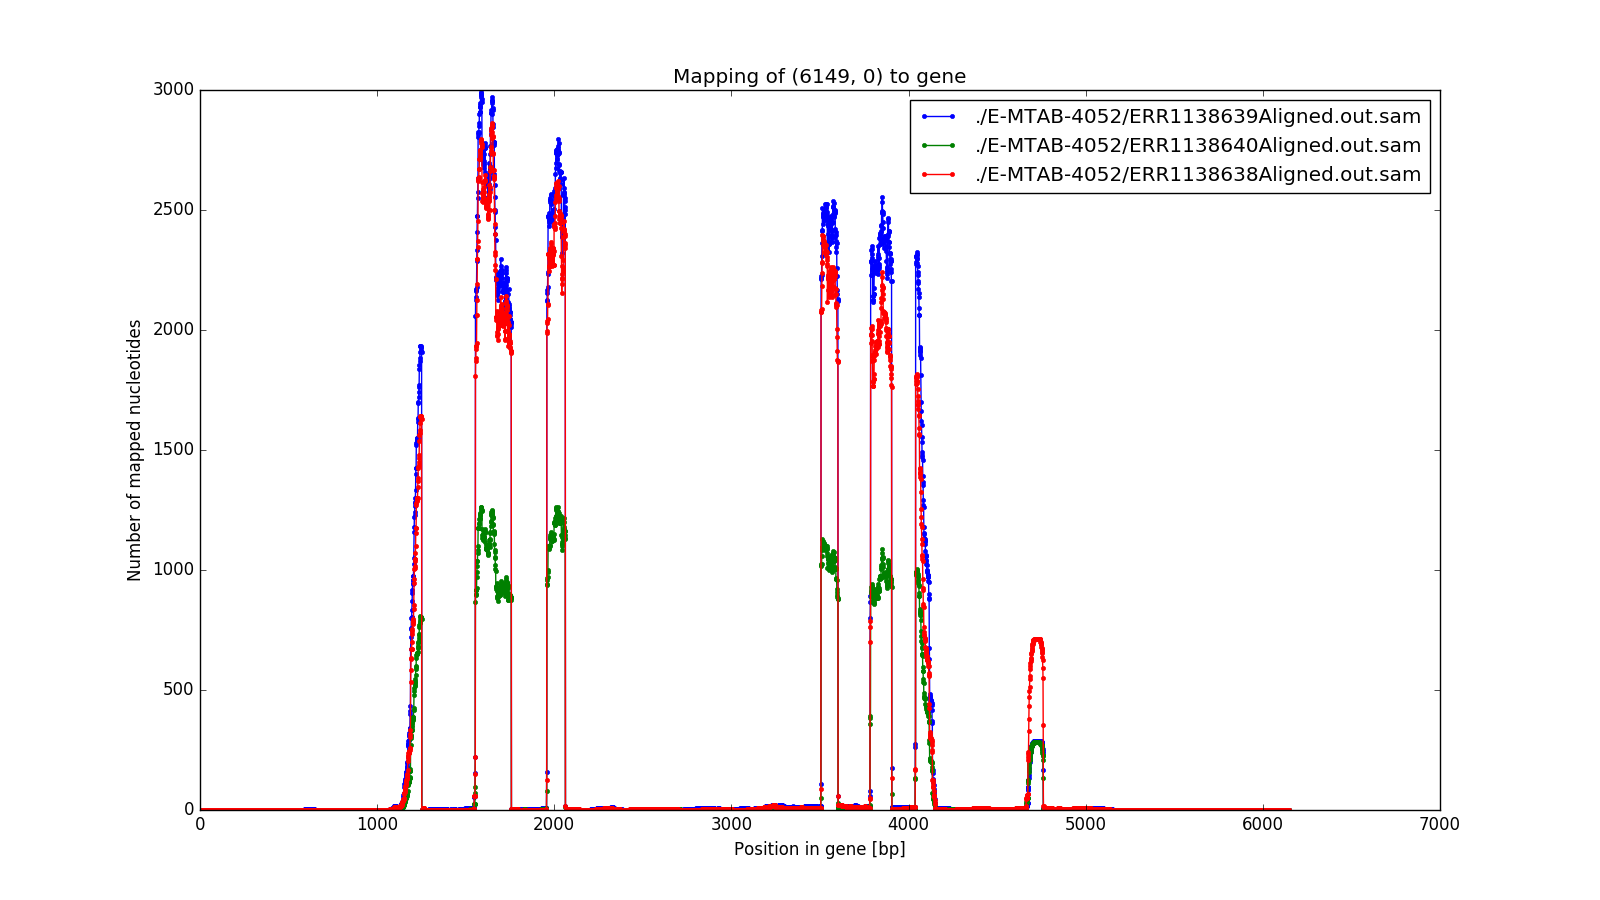 Mapping of (6149, 0) to gene
./E-MTAB-4052/ERR1138639Aligned.out.sam
./E-MTAB-4052/ERR1138640Aligned.out.sam
./E-MTAB-4052/ERR1138638Aligned.out.sam
Number of mapped nucleotides
3000
2500
2000
1500
1000
500
0
0 1000 2000 3000 4000 5000 6000 7000
Position in gene [bp]